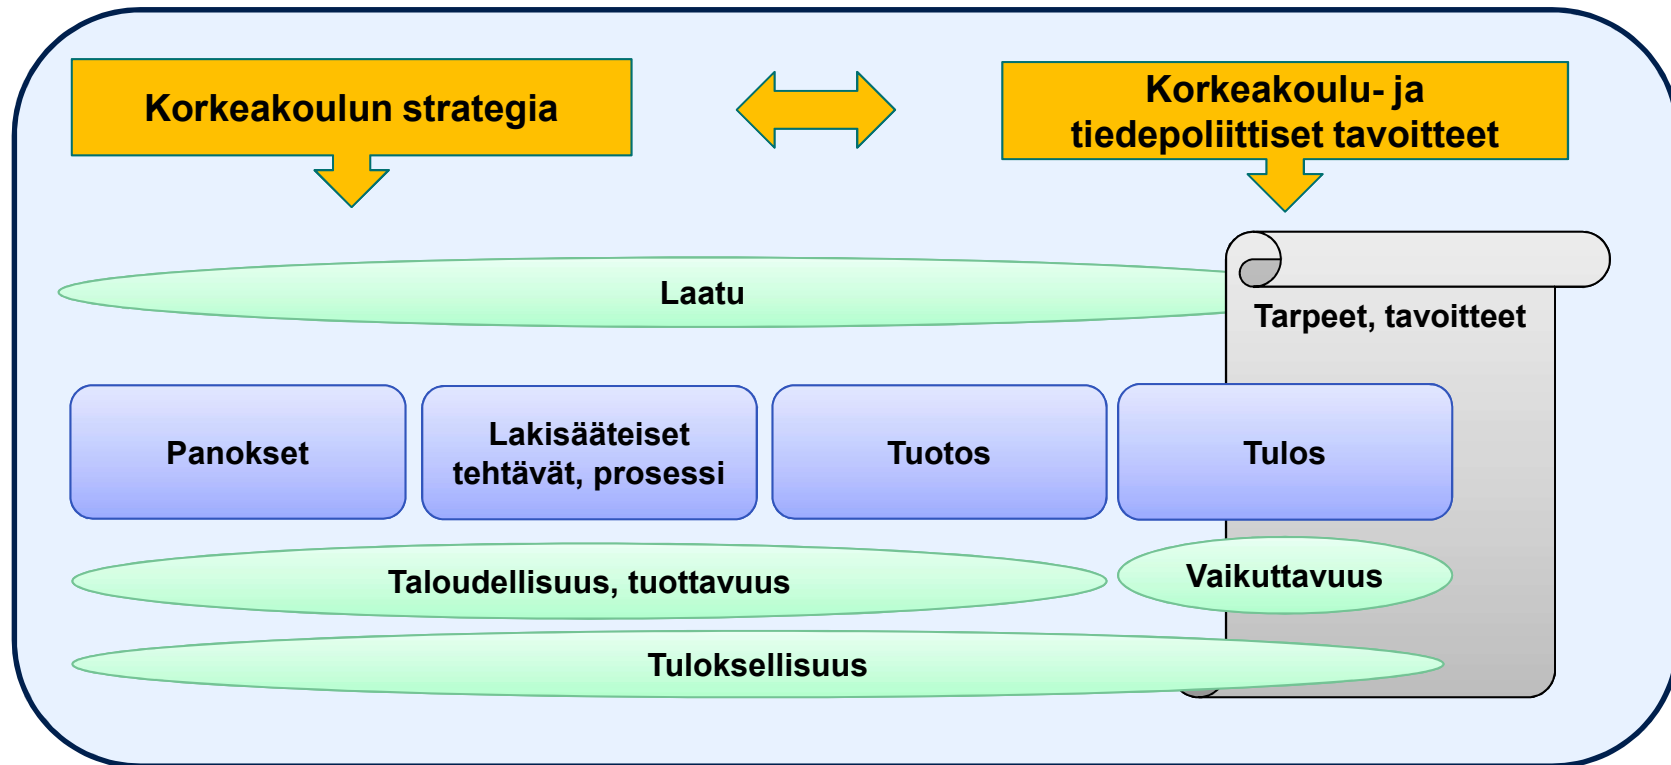 Korkeakoulun strategia
Korkeakoulu- ja
tiedepoliittiset tavoitteet
Laatu
Tarpeet, tavoitteet
Panokset
Lakisääteiset
tehtävät, prosessi
Tuotos
Tulos
Taloudellisuus, tuottavuus
Vaikuttavuus
Tuloksellisuus